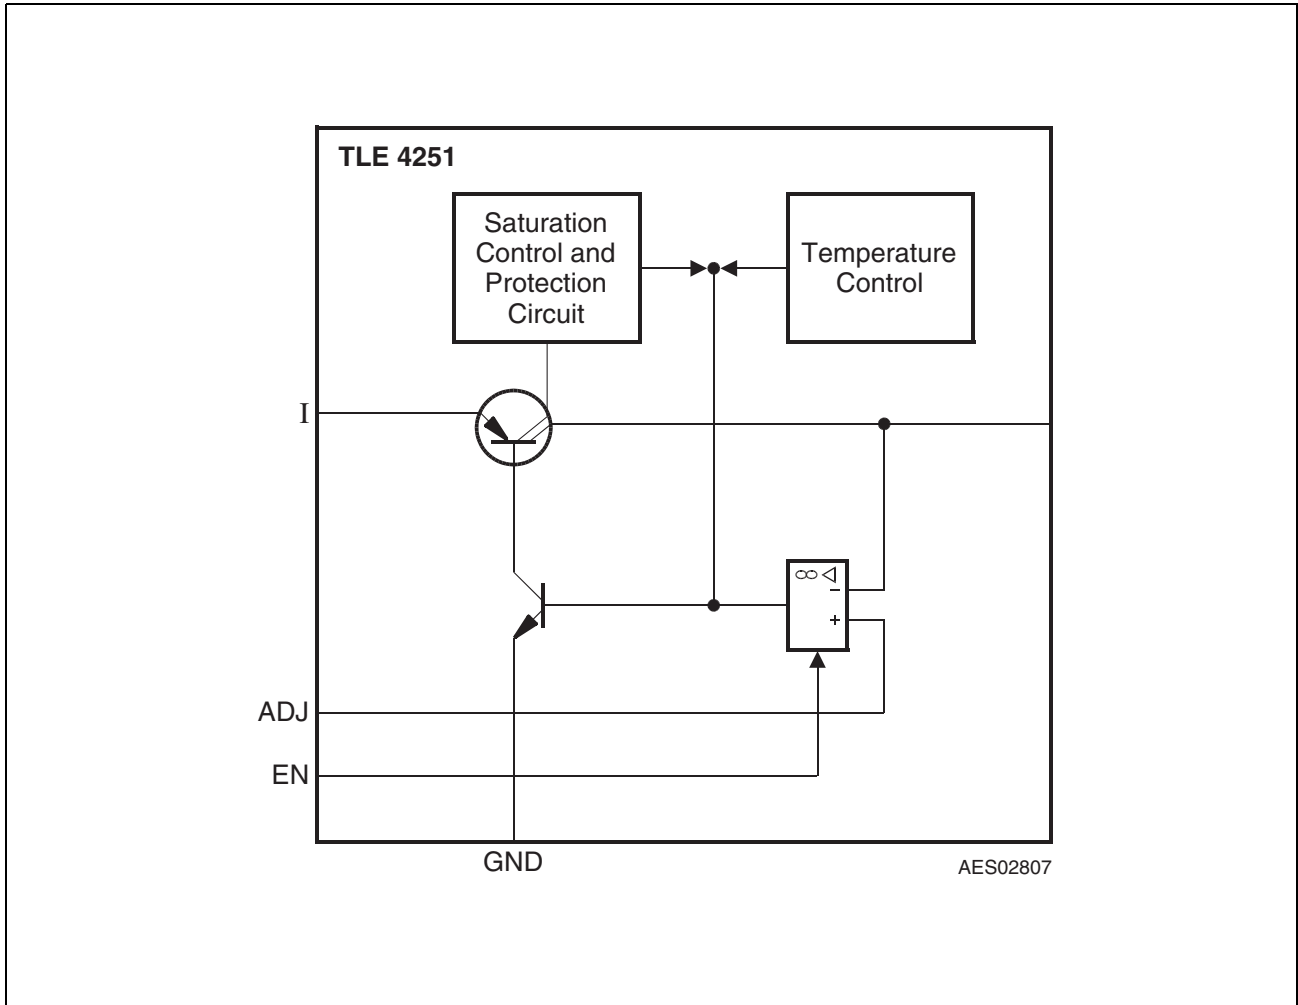 TLE 4251
Saturation
Control and
Protection
Circuit
Temperature
Control
I
∞ ◁
−
+
ADJ
EN
GND
AES02807